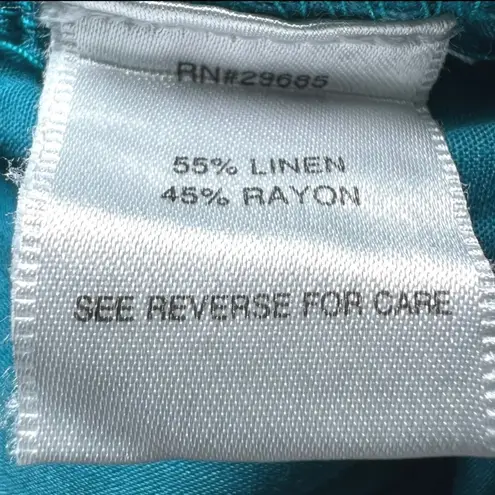 RN#29685
55% LINEN
45% RAYON
SEE REVERSE FOR CARE